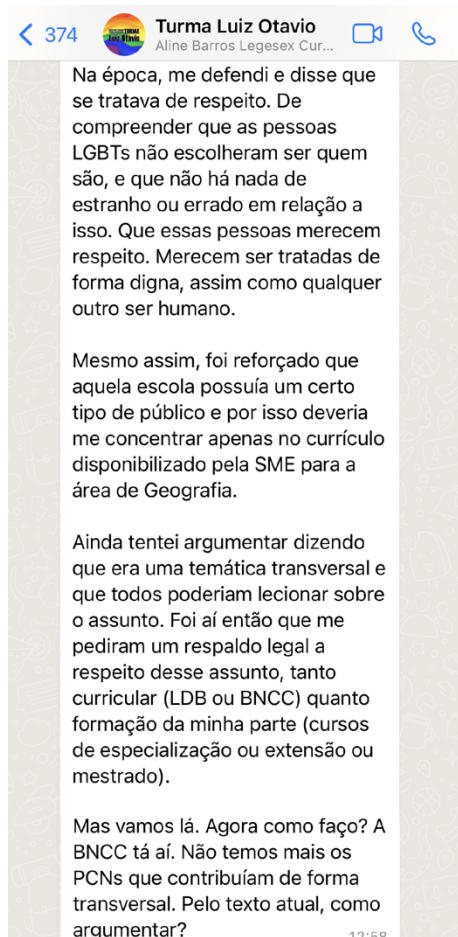 374
Turma Luiz Otavio
Aline Barros Legesex Cur...
Na época, me defendi e disse que
se tratava de respeito. De
compreender que as pessoas
LGBTs não escolheram ser quem
são, e que não há nada de
estranho ou errado em relação a
isso. Que essas pessoas merecem
respeito. Merecem ser tratadas de
forma digna, assim como qualquer
outro ser humano.
Mesmo assim, foi reforçado que
aquela escola possuía um certo
tipo de público e por isso deveria
me concentrar apenas no currículo
disponibilizado pela SME para a
área de Geografia.
Ainda tentei argumentar dizendo
que era uma temática transversal e
que todos poderiam lecionar sobre
o assunto. Foi aí então que me
pediram um respaldo legal a
respeito desse assunto, tanto
curricular (LDB ou BNCC) quanto
formação da minha parte (cursos
de especialização ou extensão ou
mestrado).
Mas vamos lá. Agora como faço? A
BNCC tá aí. Não temos mais os
PCNs que contribuíam de forma
transversal. Pelo texto atual, como
argumentar?
12:58